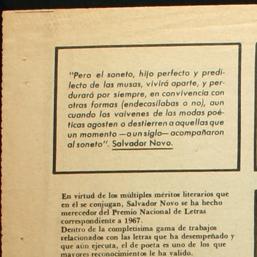 "Pero el soneto, hijo perfecto y predi-
lecto de las musas, vivirá aparte, y per-
durará por siempre, en convivencia con
otras formas (endecasílabas o no), aun
cuando los vaivenes de las modas poé-
ticas agosten o destierren a aquellas que
un momento —o un siglo— acompañaron
al soneto". Salvador Novo.
En virtud de los múltiples méritos literarios que
en él se conjugan, Salvador Novo se ha hecho
merecedor del Premio Nacional de Letras
correspondiente a 1967.
Dentro de la completísima gama de trabajos
relacionados con las letras que ha desempeñado y
que aún ejecuta, el de poeta es uno de los que
mayores reconocimientos le ha valido.